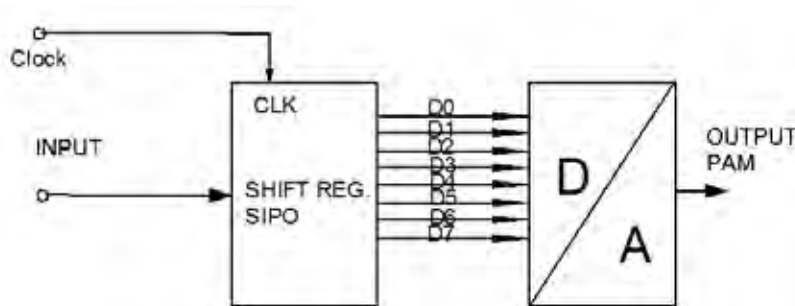 Clock
CLK
INPUT
SHIFT REG.
SIPO
D0
D1
D2
D3
D4
D5
D6
D7
D
A
OUTPUT
PAM